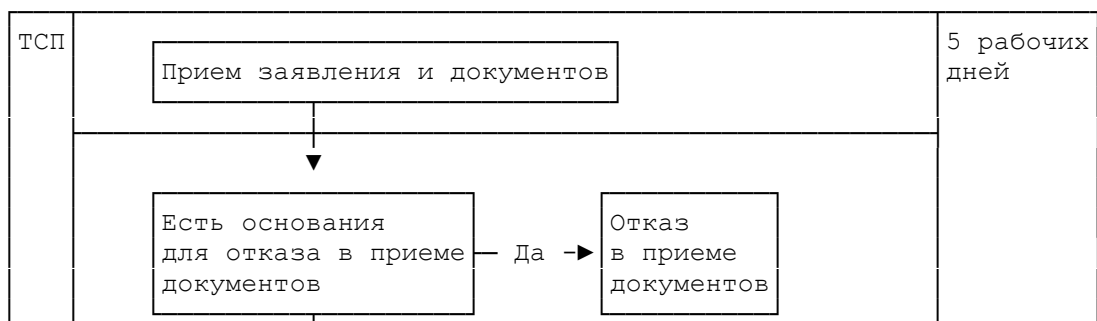 ТСП
5 рабочих
дней
Прием заявления и документов
Есть основания
для отказа в приеме
документов
Да
Отказ
в приеме
документов